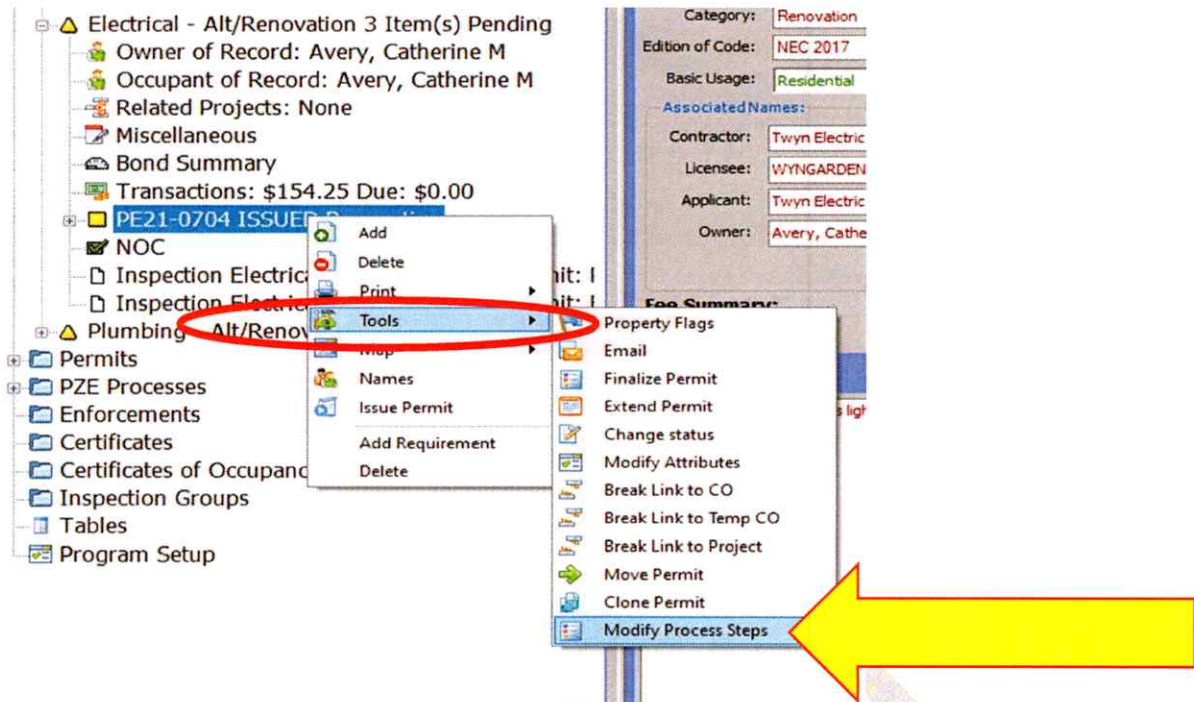 Electrical - Alt/Renovation 3 Item(s) Pending
Owner of Record: Avery, Catherine M
Occupant of Record: Avery, Catherine M
Related Projects: None
Miscellaneous
Bond Summary
Transactions: $154.25 Due: $0.00
PE21-0704 ISSUED
NOC
Inspection
Inspection
Plumbing - Alt/Renov
Permits
PZE Processes
Enforcements
Certificates
Certificates of Occupanc
Inspection Groups
Tables
Program Setup
Add
Delete
Print
Tools
Map
Names
Issue Permit
Add Requirement
Delete
Property Flags
Email
Finalize Permit
Extend Permit
Change status
Modify Attributes
Break Link to CO
Break Link to Temp CO
Break Link to Project
Move Permit
Clone Permit
Modify Process Steps
Category: Renovation
Edition of Code: NEC 2017
Basic Usage: Residential
Associated Names:
Contractor: Twyn Electric
Licensee: WYNGARDEN
Applicant: Twyn Electric
Owner: Avery, Cathe
Fee Summary: